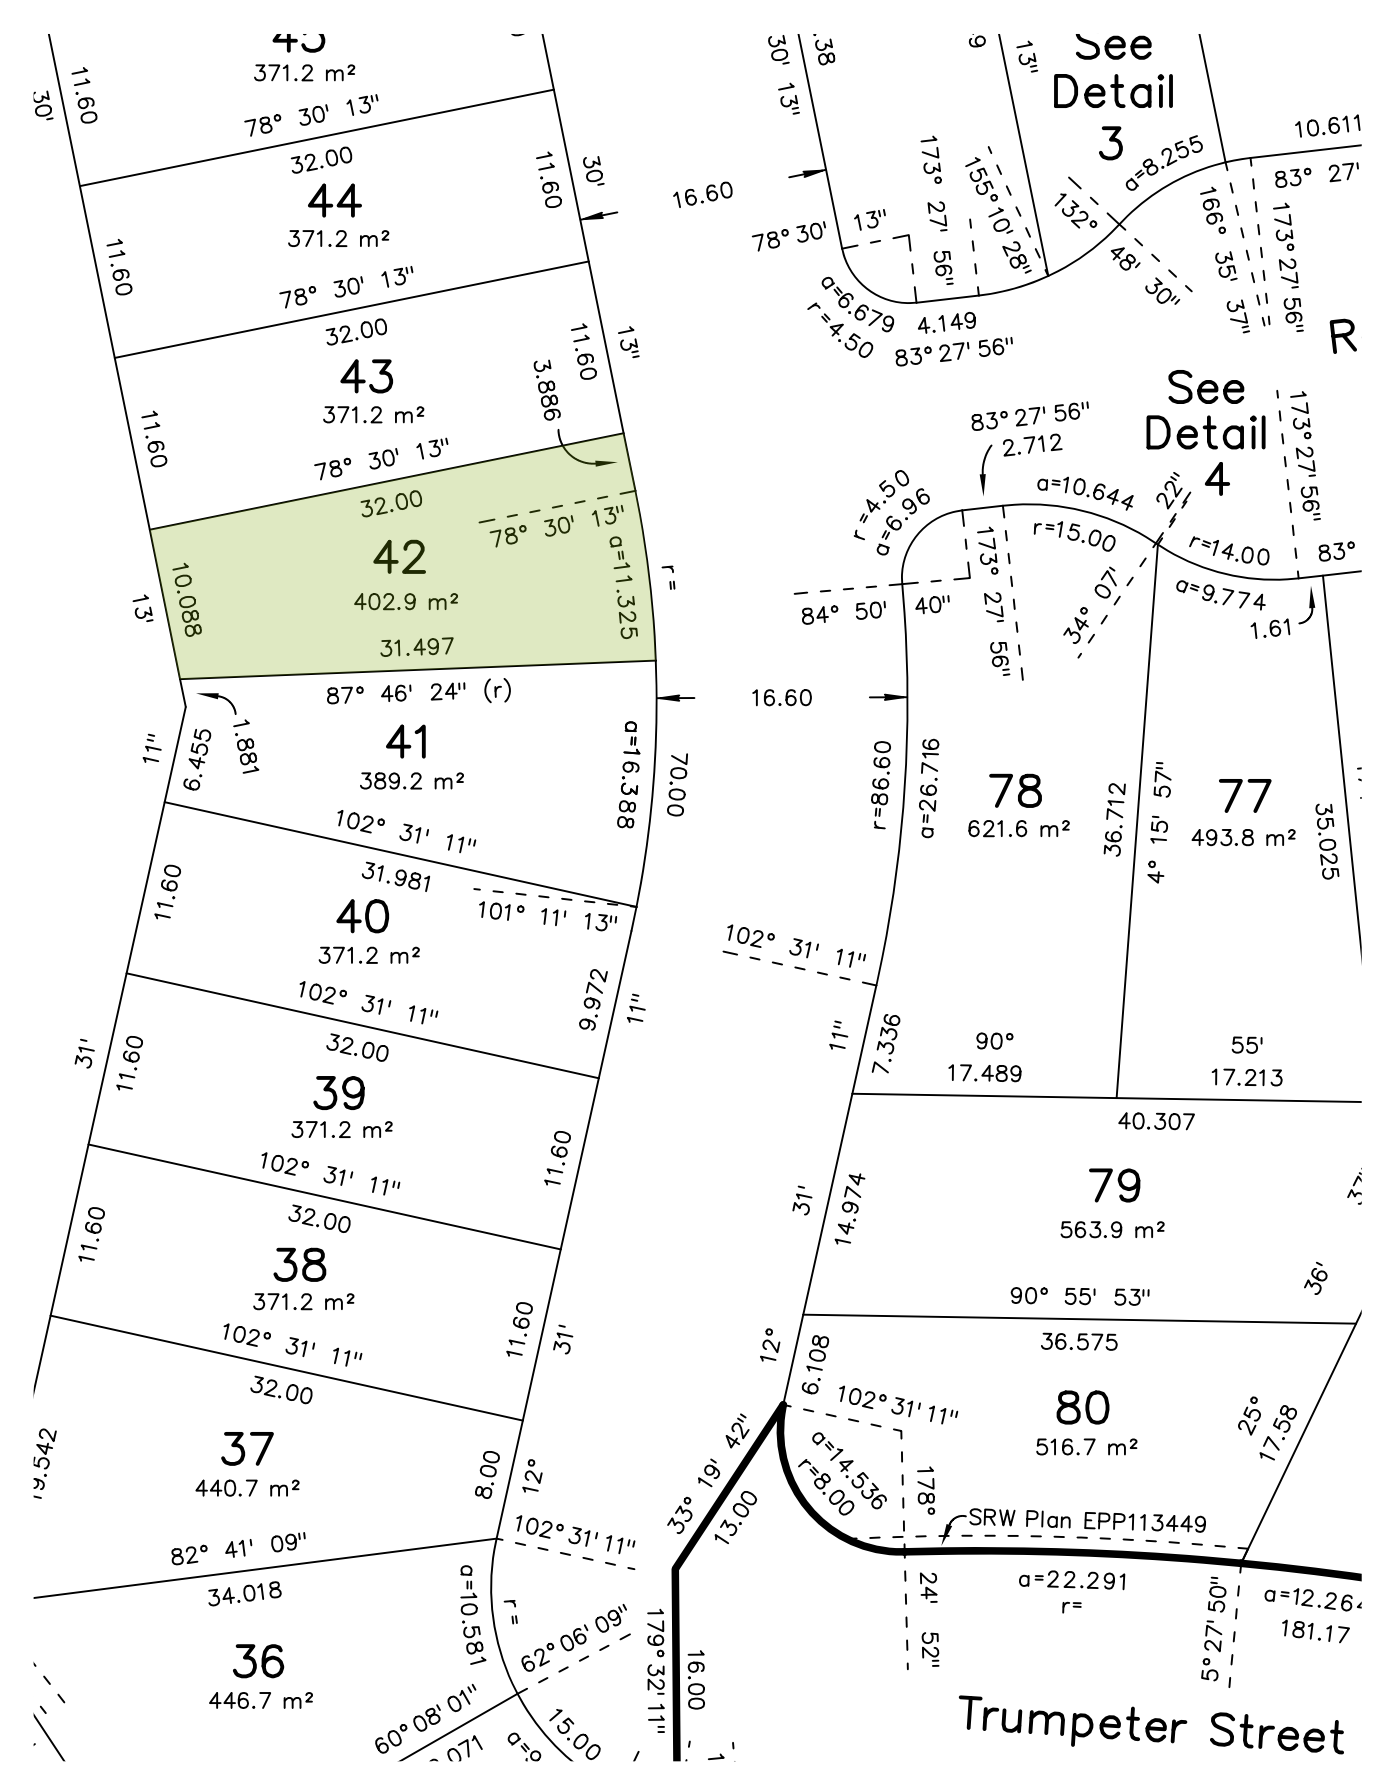 45
371.2 m²
11.60
30'
78° 30' 13"
32.00
44
371.2 m²
11.60
30'
11.60
78° 30' 13"
32.00
43
371.2 m²
11.60
13"
11.60
3.886
78° 30' 13"
32.00
78° 30' 13"
42
402.9 m²
a=11.325
r=
10.088
13'
31.497
87° 46' 24" (r)
41
389.2 m²
1.881
6.455
11"
a=16.388
70.00
102° 31' 11"
31.981
101° 11' 13"
40
371.2 m²
11.60
9.972
11"
102° 31' 11"
32.00
39
371.2 m²
31'
11.60
11.60
102° 31' 11"
32.00
38
371.2 m²
11.60
11.60
31'
102° 31' 11"
32.00
37
440.7 m²
19.542
8.00
12°
82° 41' 09"
34.018
102° 31' 11"
36
446.7 m²
a=10.581
r=
62° 06' 09"
60° 08' 01"
15.00
16.60
30'
13"
.38
9
13"
See
Detail
3
a=8.255
10.611
83° 27'
78° 30'
13"
173° 27' 56"
155° 10' 28"
132°
48' 30"
166° 35' 37"
173° 27' 56"
a=6.679
r=4.50
4.149
83° 27' 56"
R
See
Detail
4
83° 27' 56"
2.712
r=4.50
a=6.96
a=10.644
r=15.00
22"
34° 07'
173° 27' 56"
r=14.00
a=9.774
83°
1.61
84° 50'
40"
173° 27' 56"
16.60
r=86.60
a=26.716
78
621.6 m²
36.712
4° 15' 57"
77
493.8 m²
35.025
102° 31' 11"
11"
7.336
90°
17.489
55'
17.213
40.307
79
563.9 m²
31'
14.974
37"
36'
90° 55' 53"
36.575
12°
6.108
102° 31' 11"
80
516.7 m²
25°
17.58
33° 19' 42"
13.00
a=14.536
r=8.00
178°
24' 52"
SRW Plan EPP113449
a=22.291
r=
a=12.264
181.17
5° 27' 50"
179° 32' 11"
16.00
Trumpeter Street